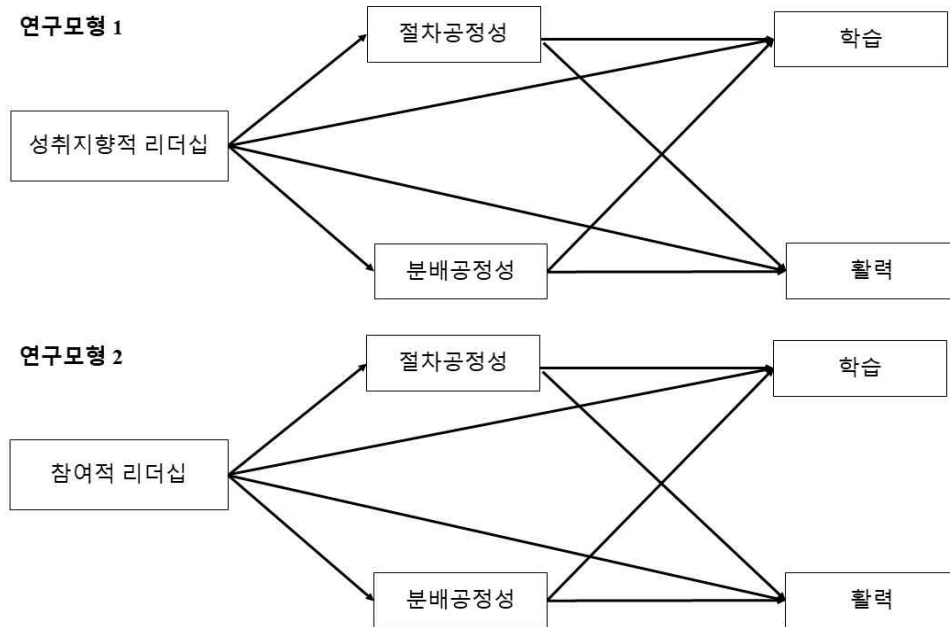 연구모형 1
절차공정성
학습
성취지향적 리더십
분배공정성
활력
연구모형 2
절차공정성
학습
참여적 리더십
분배공정성
활력